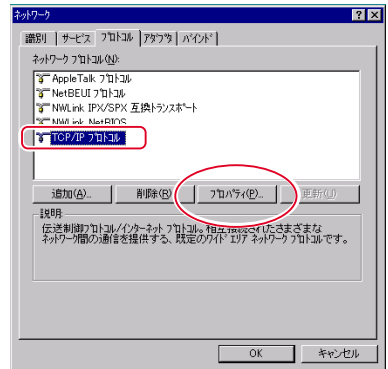 ネットワーク
識別 サービス プロトコル アダプタ バインド
ネットワーク プロトコル(N):
AppleTalk プロトコル
NetBEUI プロトコル
NWLink IPX/SPX 互換トランスポート
NWLink NetBIOS
TCP/IP プロトコル
追加(A)... 削除(R) プロパティ(P)... 更新(U)
説明:
伝送制御プロトコル/インターネット プロトコル。相互接続されたさまざまな
ネットワーク間の通信を提供する、既定のワイド エリア ネットワーク プロトコルです。
OK キャンセル